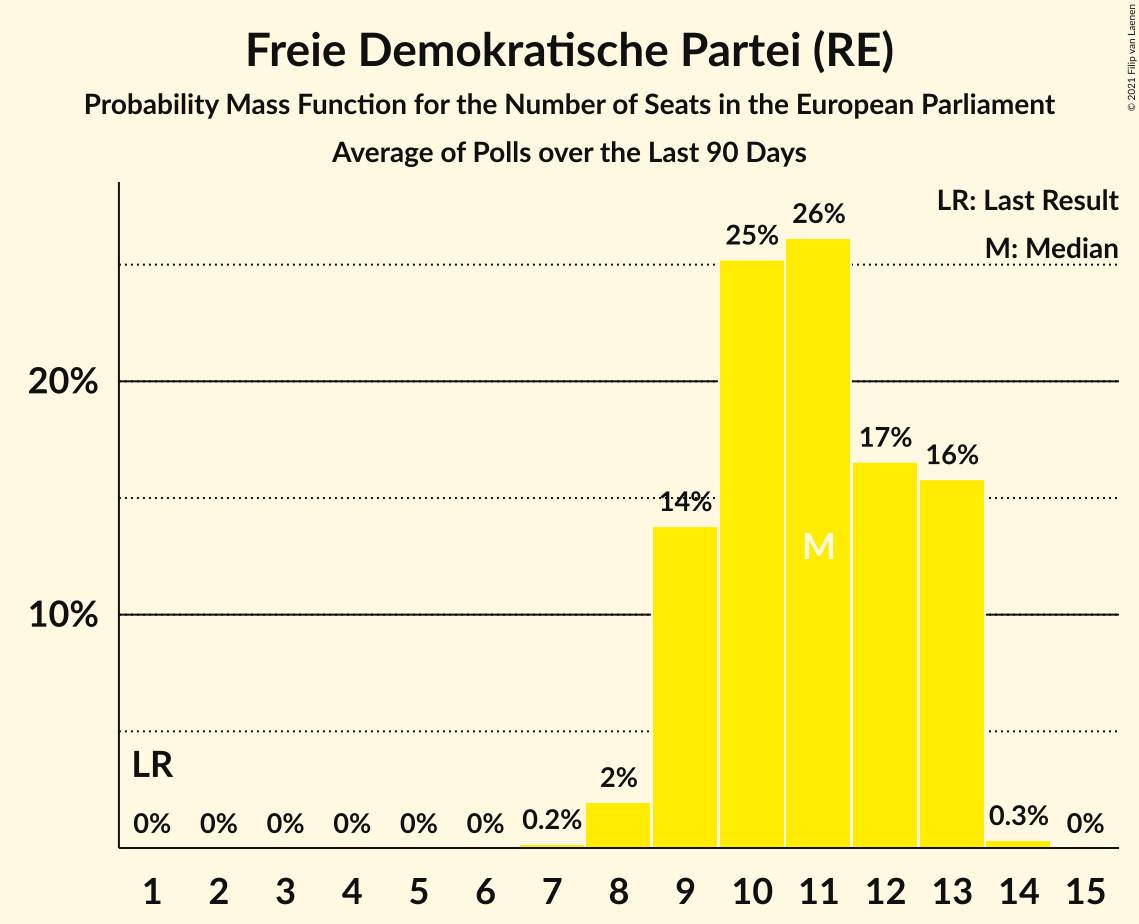 Freie Demokratische Partei (RE)
Probability Mass Function for the Number of Seats in the European Parliament
Average of Polls over the Last 90 Days
© 2021 Filip van Laenen
LR: Last Result
M: Median
26%
25%
20%
17%
16%
14%
M
10%
LR
2%
0% 0% 0% 0% 0% 0% 0.2% 0.3% 0%
1 2 3 4 5 6 7 8 9 10 11 12 13 14 15